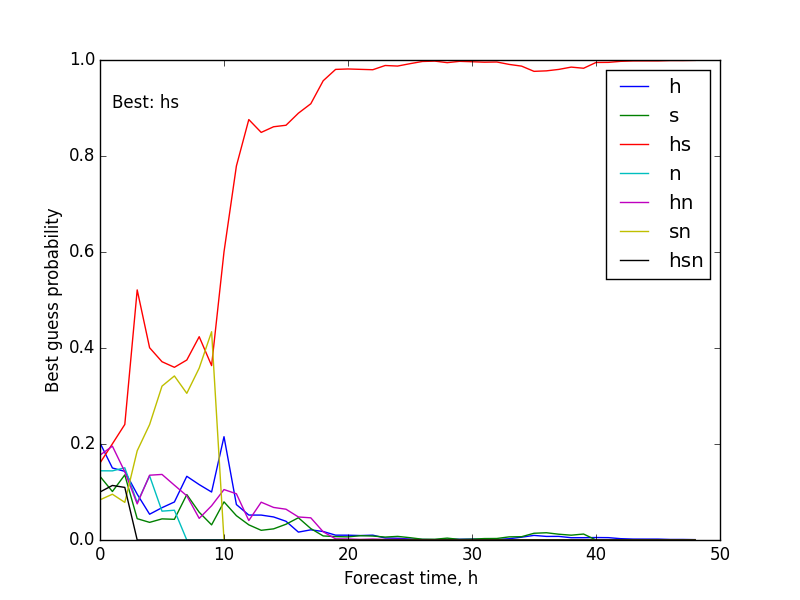 1.0
0.8
0.6
0.4
0.2
0.0
Best guess probability
Best: hs
h
s
hs
n
hn
sn
hsn
0 10 20 30 40 50
Forecast time, h